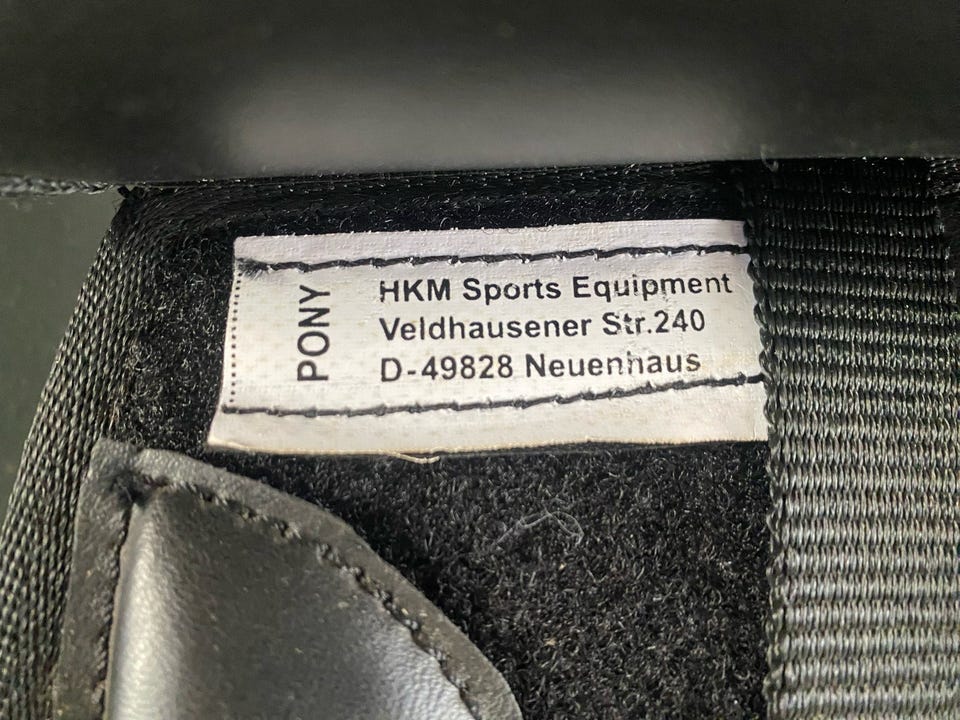 PONY
HKM Sports Equipment
Veldhausener Str.240
D-49828 Neuenhaus